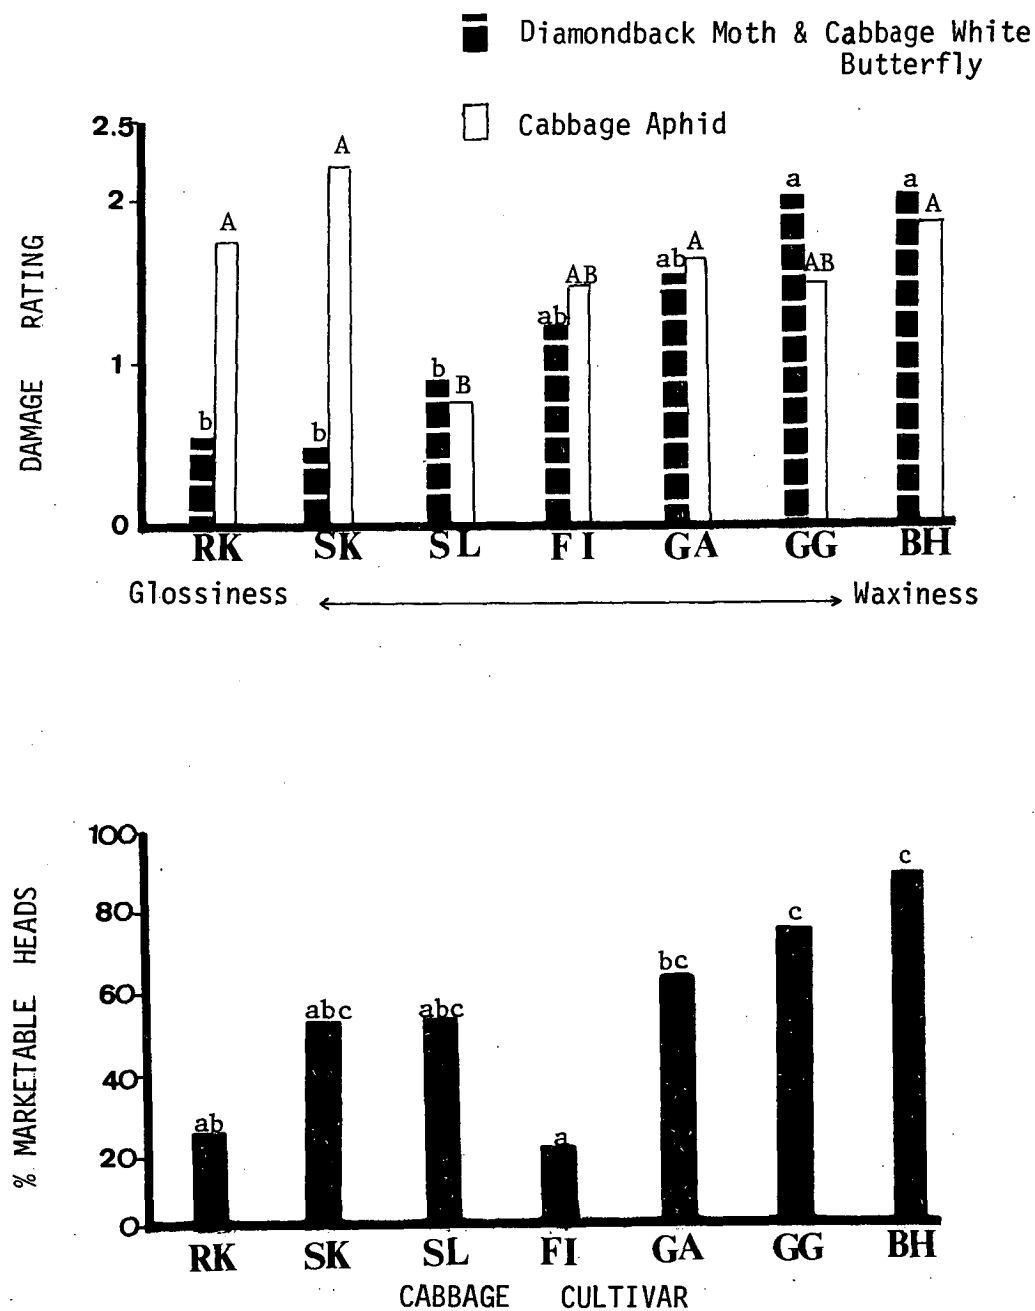 Diamondback Moth & Cabbage White
Butterfly
Cabbage Aphid
DAMAGE RATING
2.5
2
1
0
b A
b A
b B
ab AB
ab A
a AB
a A
RK SK SL FI GA GG BH
Glossiness Waxiness
% MARKETABLE HEADS
100
80
60
40
20
0
ab abc abc a bc c c
RK SK SL FI GA GG BH
CABBAGE CULTIVAR